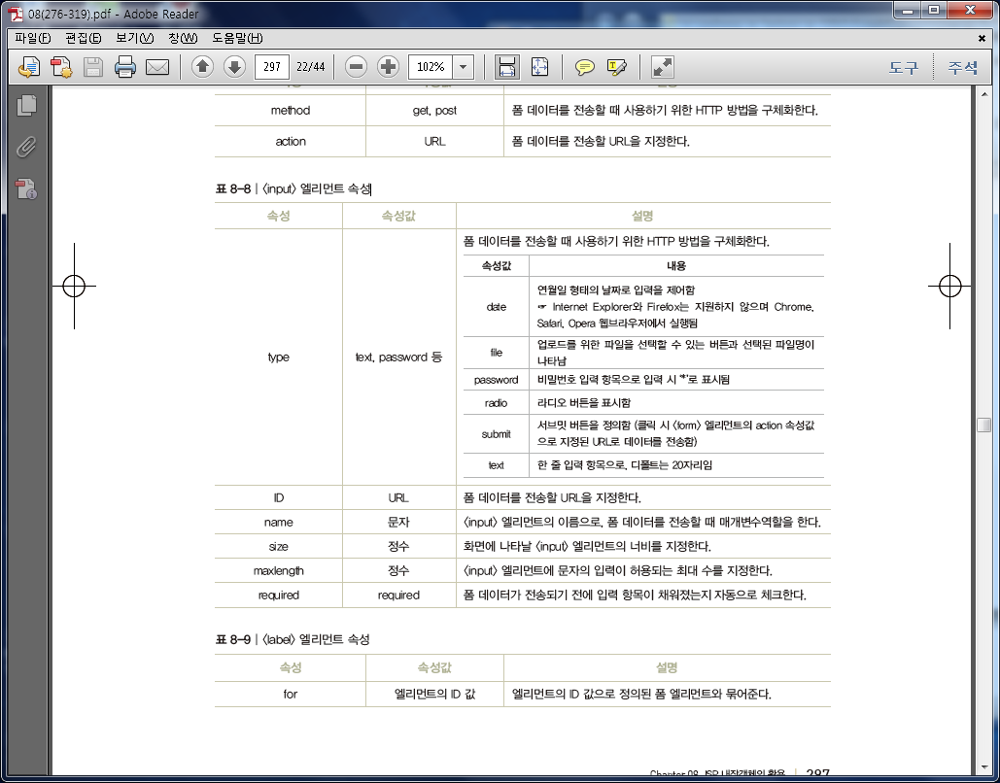 08(276-319).pdf - Adobe Reader
파일(F) 편집(E) 보기(V) 창(W) 도움말(H)
297 22/44 102% 도구 주석
method get, post 폼 데이터를 전송할 때 사용하기 위한 HTTP 방법을 구체화한다.
action URL 폼 데이터를 전송할 URL을 지정한다.
표 8-8 | <input> 엘리먼트 속성
속성 속성값 설명
폼 데이터를 전송할 때 사용하기 위한 HTTP 방법을 구체화한다.
속성값 내용
연월일 형태의 날짜로 입력을 제어함
date ☞ Internet Explorer와 Firefox는 지원하지 않으며 Chrome,
Safari, Opera 웹브라우저에서 실행됨
file 업로드를 위한 파일을 선택할 수 있는 버튼과 선택된 파일명이
나타남
type text, password 등
password 비밀번호 입력 항목으로 입력 시 '*'로 표시됨
radio 라디오 버튼을 표시함
submit 서브밋 버튼을 정의함 (클릭 시 <form> 엘리먼트의 action 속성값
으로 지정된 URL로 데이터를 전송함)
text 한 줄 입력 항목으로, 디폴트는 20자리임
ID URL 폼 데이터를 전송할 URL을 지정한다.
name 문자 <input> 엘리먼트의 이름으로, 폼 데이터를 전송할 때 매개변수역할을 한다.
size 정수 화면에 나타날 <input> 엘리먼트의 너비를 지정한다.
maxlength 정수 <input> 엘리먼트에 문자의 입력이 허용되는 최대 수를 지정한다.
required required 폼 데이터가 전송되기 전에 입력 항목이 채워졌는지 자동으로 체크한다.
표 8-9 | <label> 엘리먼트 속성
속성 속성값 설명
for 엘리먼트의 ID 값 엘리먼트의 ID 값으로 정의된 폼 엘리먼트와 묶어준다.
Chapter 08 JSP 내장객체의 활용 | 297